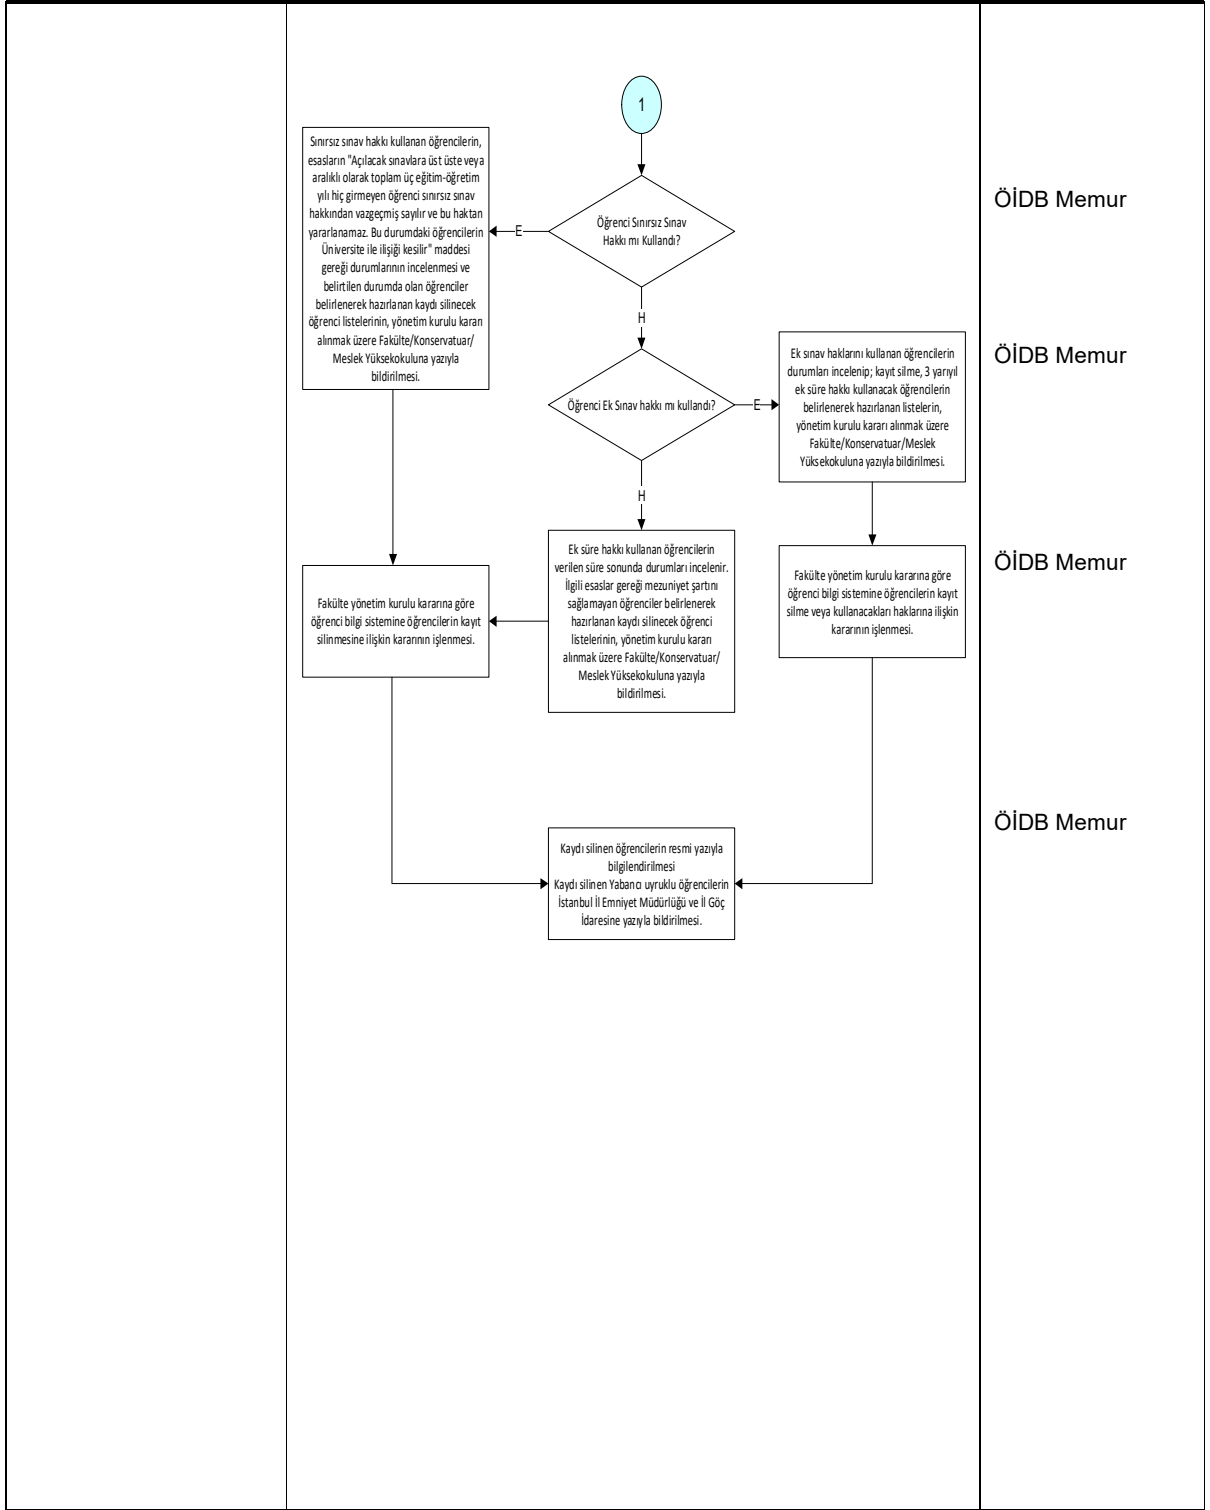 1
Sınırsız sınav hakkı kullanan öğrencilerin,
esasların "Açılacak sınavlara üst üste veya
aralıklı olarak toplam üç eğitim-öğretim
yılı hiç girmeyen öğrenci sınırsız sınav
hakkından vazgeçmiş sayılır ve bu haktan
yararlanamaz. Bu durumdaki öğrencilerin
Üniversite ile ilişiği kesilir" maddesi
gereği durumlarının incelenmesi ve
belirtilen durumda olan öğrenciler
belirlenerek hazırlanan kaydı silinecek
öğrenci listelerinin, yönetim kurulu kararı
alınmak üzere Fakülte/Konservatuar/
Meslek Yüksekokuluna yazıyla
bildirilmesi.
E
Öğrenci Sınırsız Sınav
Hakkı mı Kullandı?
ÖİDB Memur
H
Öğrenci Ek Sınav hakkı mı kullandı?
E
Ek sınav haklarını kullanan öğrencilerin
durumları incelenip; kayıt silme, 3 yarıyıl
ek süre hakkı kullanacak öğrencilerin
belirlenerek hazırlanan listelerin,
yönetim kurulu kararı alınmak üzere
Fakülte/Konservatuar/Meslek
Yüksekokuluna yazıyla bildirilmesi.
ÖİDB Memur
H
Fakülte yönetim kurulu kararına göre
öğrenci bilgi sistemine öğrencilerin kayıt
silinmesine ilişkin kararının işlenmesi.
Ek süre hakkı kullanan öğrencilerin
verilen süre sonunda durumları incelenir.
İlgili esaslar gereği mezuniyet şartını
sağlamayan öğrenciler belirlenerek
hazırlanan kaydı silinecek öğrenci
listelerinin, yönetim kurulu kararı
alınmak üzere Fakülte/Konservatuar/
Meslek Yüksekokuluna yazıyla
bildirilmesi.
Fakülte yönetim kurulu kararına göre
öğrenci bilgi sistemine öğrencilerin kayıt
silme veya kullanacakları haklarına ilişkin
kararının işlenmesi.
ÖİDB Memur
Kaydı silinen öğrencilerin resmi yazıyla
bilgilendirilmesi
Kaydı silinen Yabancı uyruklu öğrencilerin
İstanbul İl Emniyet Müdürlüğü ve İl Göç
İdaresine yazıyla bildirilmesi.
ÖİDB Memur